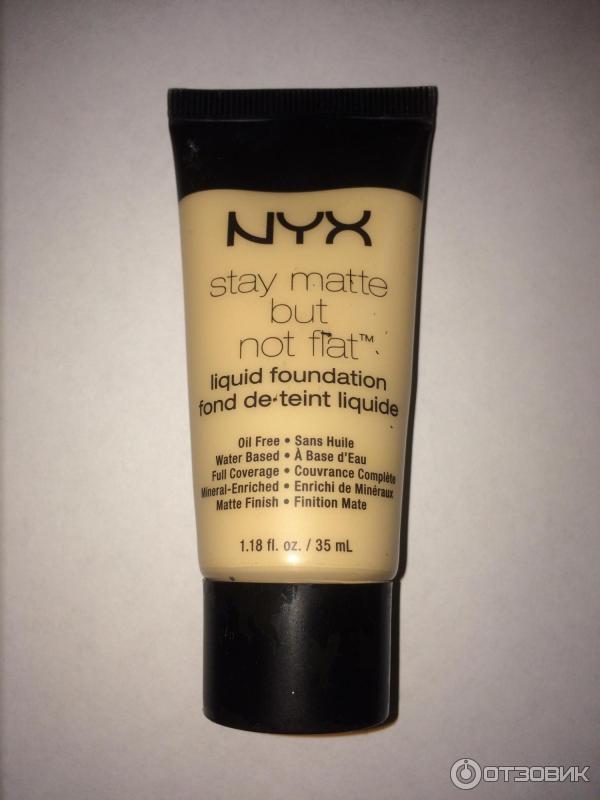 NYX
stay matte
but
not flat™
liquid foundation
fond de teint liquide
Oil Free • Sans Huile
Water Based • À Base d'Eau
Full Coverage • Couvrance Complète
Mineral-Enriched • Enrichi de Minéraux
Matte Finish • Finition Mate
1.18 fl. oz. / 35 mL
ОТЗОВИК